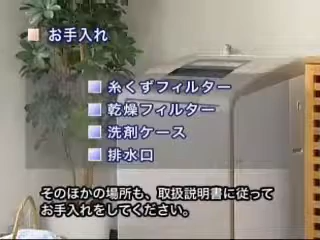 お手入れ
糸くずフィルター
乾燥フィルター
洗剤ケース
排水口
そのほかの場所も、取扱説明書に従って
お手入れをしてください。